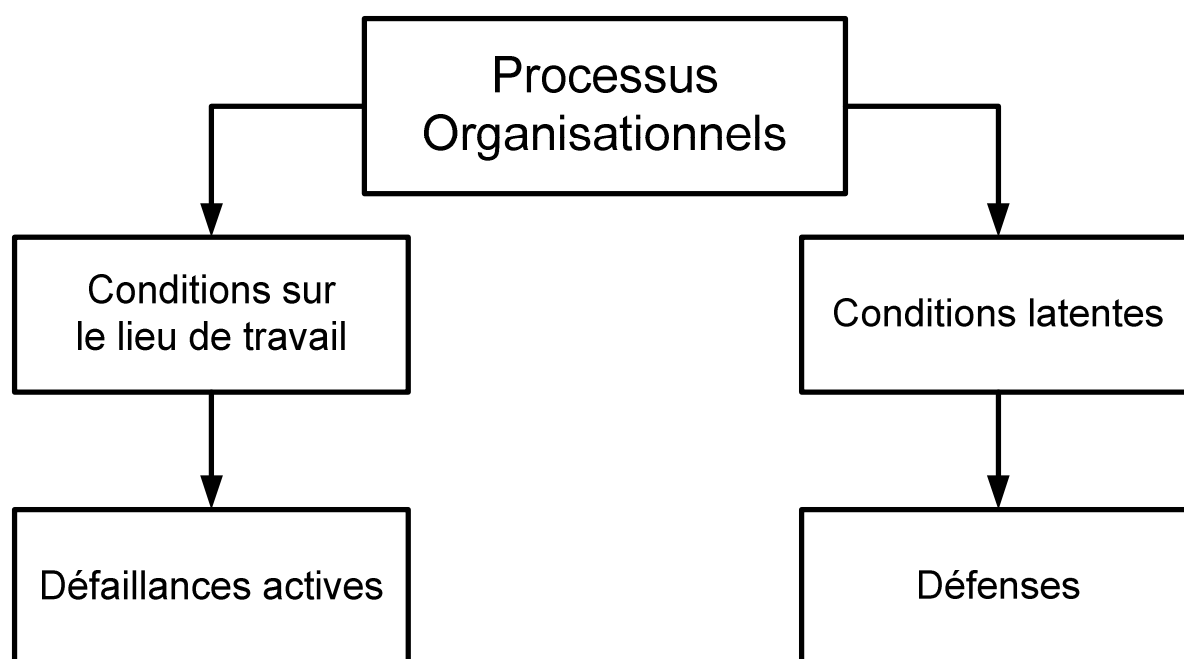 Processus
Organisationnels
Conditions sur
le lieu de travail
Conditions latentes
Défaillances actives
Défenses